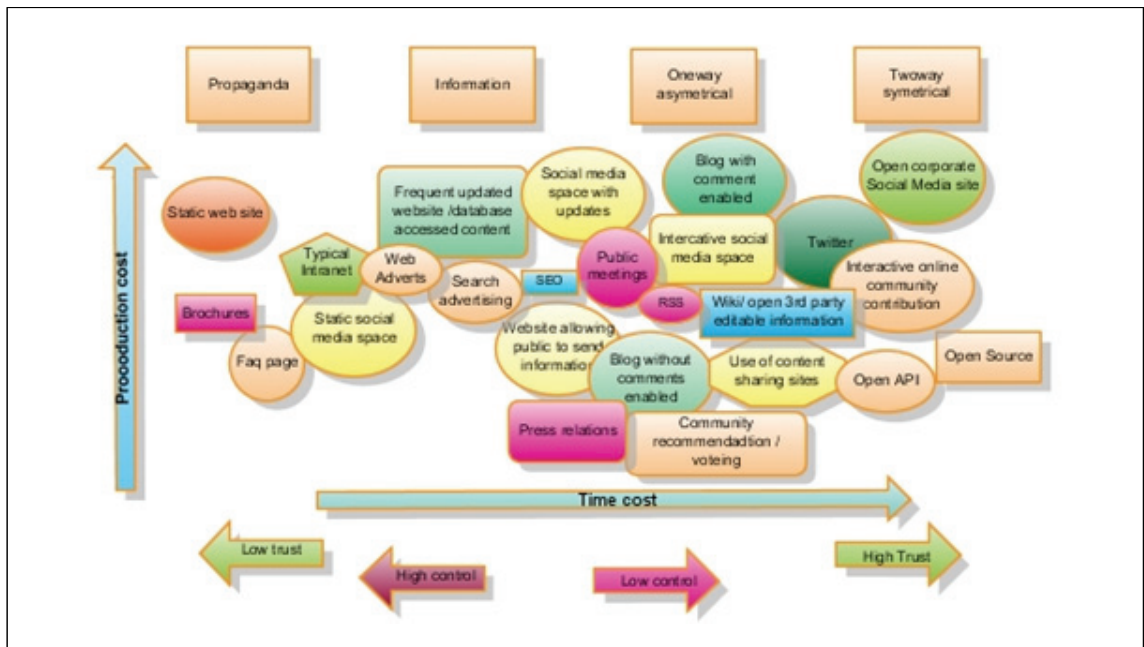 Propaganda
Information
Oneway
asymetrical
Twoway
symetrical
Blog with
comment
enabled
Open corporate
Social Media site
Social media
space with
updates
Frequent updated
website /database
accessed content
Static web site
Twitter
Intercative social
media space
Typical
Intranet
Web
Adverts
Public
meetings
Interactive online
community
contribution
Search
advertising
SEO
RSS
Wiki/ open 3rd party
editable information
Brochures
Static social
media space
Website allowing
public to send
information
Faq page
Blog without
comments
enabled
Use of content
sharing sites
Open API
Open Source
Press relations
Community
recommendadtion /
voteing
Proooduction cost
Time cost
Low trust
High control
Low control
High Trust